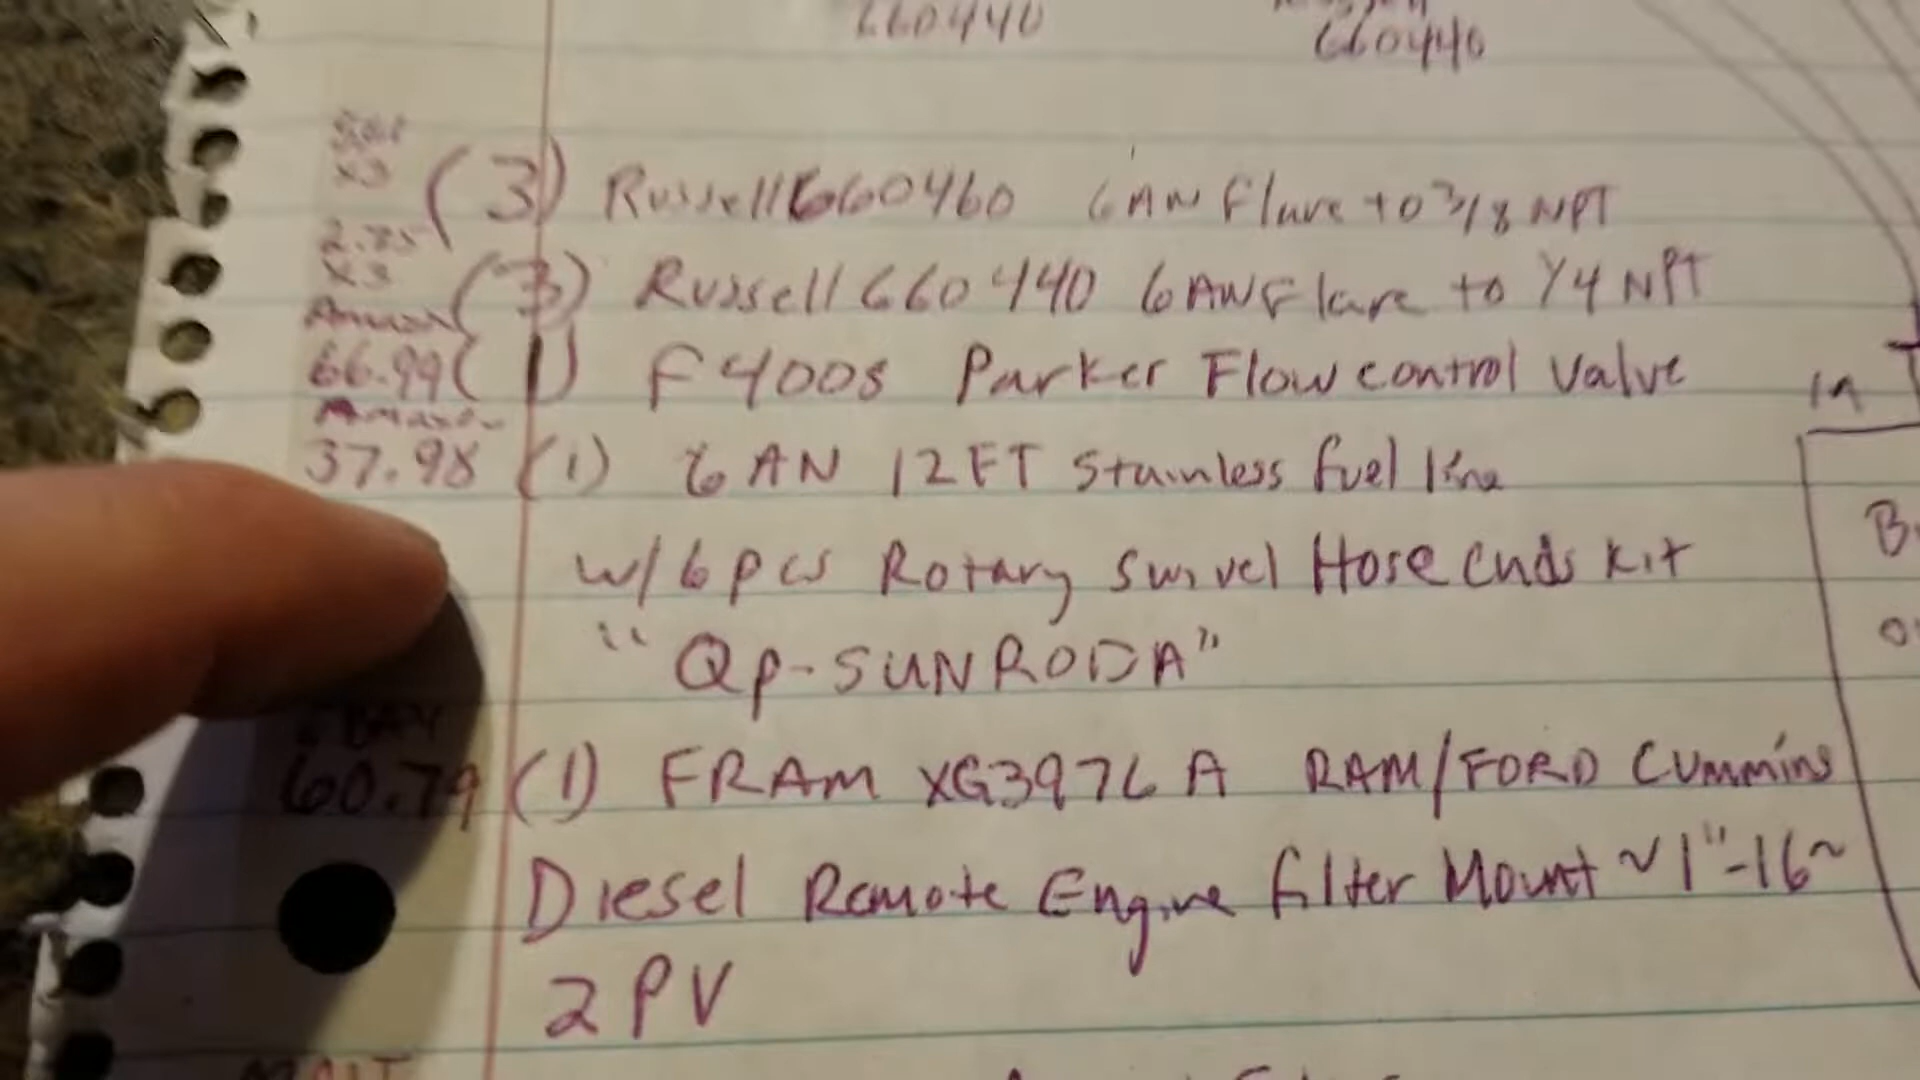 660440 660440
(3) Russell 660460 6AN Flare to 3/8 NPT
x3
2.75
x3 (3) Russell 660440 6AN Flare to 1/4 NPT
Amazon
66.99 (1) F400S Parker Flow control Valve
Amazon
37.98 (1) 6AN 12FT Stainless fuel line
w/6pcs Rotary Swivel Hose Ends Kit
"Qp-SUNRODA"
60.79 (1) FRAM XG3976A RAM/FORD Cummins
Diesel Remote Engine filter Mount ~1"-16~
2PV